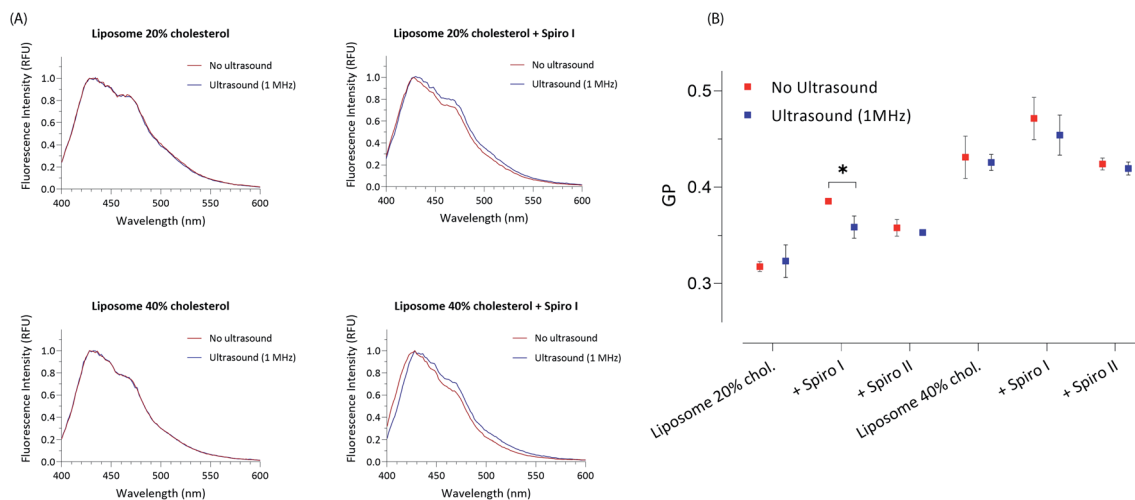 (A)
Liposome 20% cholesterol
Fluorescence Intensity (RFU)
1.0
0.8
0.6
0.4
0.2
0.0
400
450
500
550
600
Wavelength (nm)
No ultrasound
Ultrasound (1 MHz)
Liposome 20% cholesterol + Spiro I
Fluorescence Intensity (RFU)
1.0
0.8
0.6
0.4
0.2
0.0
400
450
500
550
600
Wavelength (nm)
No ultrasound
Ultrasound (1 MHz)
Liposome 40% cholesterol
Fluorescence Intensity (RFU)
1.0
0.8
0.6
0.4
0.2
0.0
400
450
500
550
600
Wavelength (nm)
No ultrasound
Ultrasound (1 MHz)
Liposome 40% cholesterol + Spiro I
Fluorescence Intensity (RFU)
1.0
0.8
0.6
0.4
0.2
0.0
400
450
500
550
600
Wavelength (nm)
No ultrasound
Ultrasound (1 MHz)
(B)
No Ultrasound
Ultrasound (1MHz)
GP
0.5
0.4
0.3
*
Liposome 20% chol.
+ Spiro I
+ Spiro II
Liposome 40% chol.
+ Spiro I
+ Spiro II